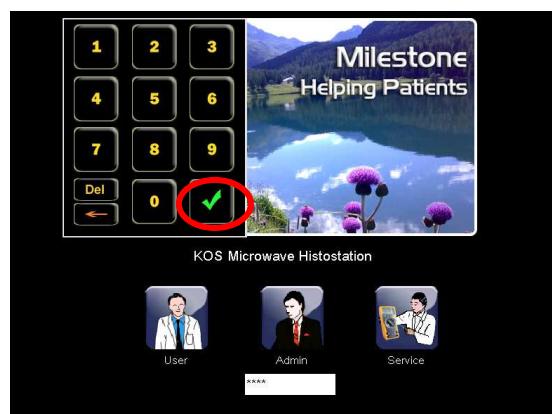 1 2 3
4 5 6
7 8 9
Del 0
Milestone
Helping Patients
KOS Microwave Histostation
User Admin Service
****